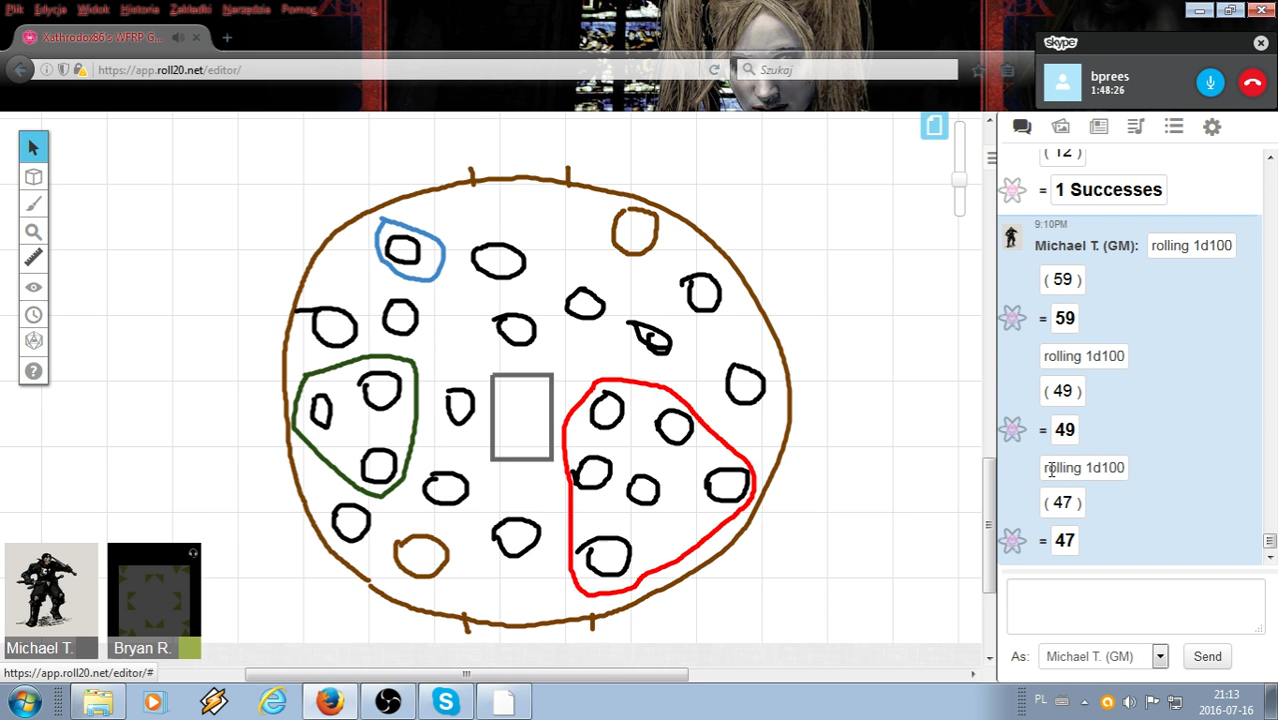 Plik Edycja Widok Historia Zakładki Narzędzia Pomoc
Xathrodox86's WFRP G...
https://app.roll20.net/editor/
Szukaj
skype
bprees
1:48:26
( 12 )
= 1 Successes
9:10PM
Michael T. (GM): rolling 1d100
( 59 )
= 59
rolling 1d100
( 49 )
= 49
rolling 1d100
( 47 )
= 47
Michael T.
Bryan R.
As: Michael T. (GM) Send
https://app.roll20.net/editor/#
PL
21:13
2016-07-16